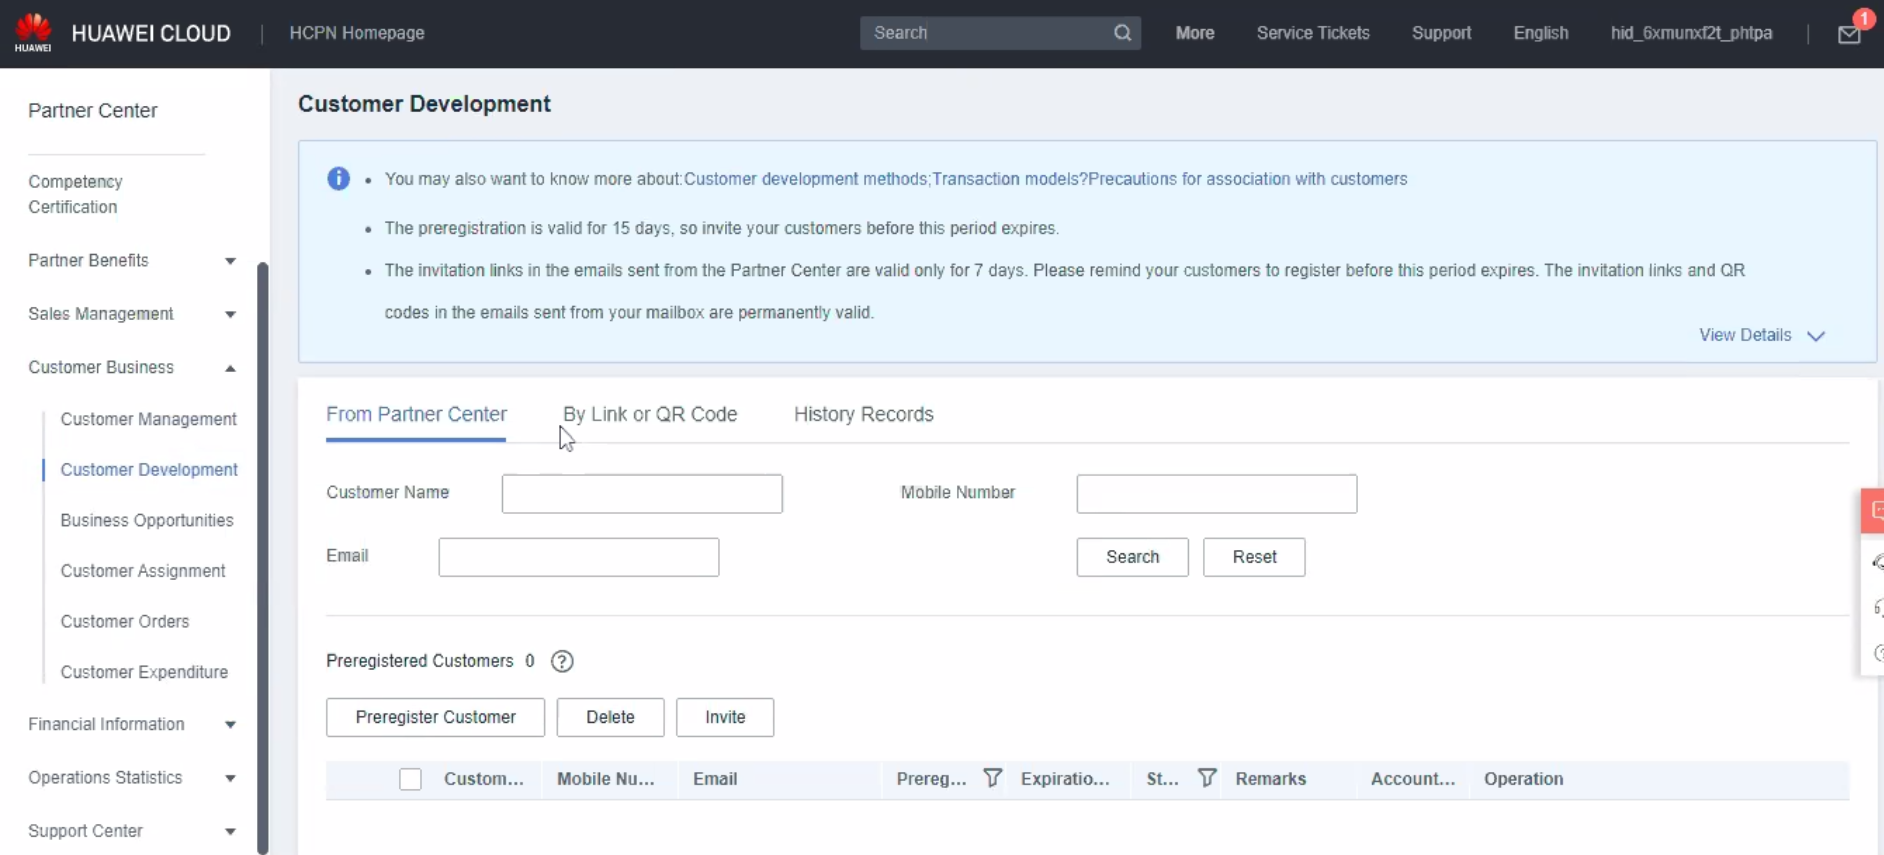 HUAWEI
HUAWEI CLOUD
HCPN Homepage
Search
More
Service Tickets
Support
English
hid_6xmunxf2t_phtpa
1
Partner Center
Competency
Certification
Partner Benefits
Sales Management
Customer Business
Customer Management
Customer Development
Business Opportunities
Customer Assignment
Customer Orders
Customer Expenditure
Financial Information
Operations Statistics
Support Center
Customer Development
You may also want to know more about:Customer development methods;Transaction models?Precautions for association with customers
The preregistration is valid for 15 days, so invite your customers before this period expires.
The invitation links in the emails sent from the Partner Center are valid only for 7 days. Please remind your customers to register before this period expires. The invitation links and QR
codes in the emails sent from your mailbox are permanently valid.
View Details
From Partner Center
By Link or QR Code
History Records
Customer Name
Mobile Number
Email
Search
Reset
Preregistered Customers 0
Preregister Customer
Delete
Invite
Custom...
Mobile Nu...
Email
Prereg...
Expiratio...
St...
Remarks
Account...
Operation